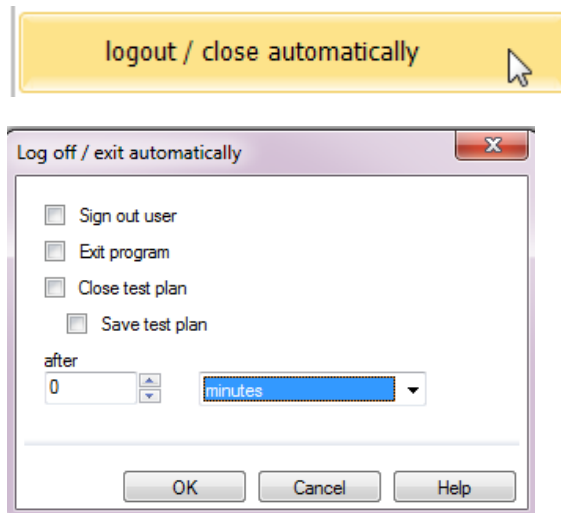 logout / close automatically
Log off / exit automatically
Sign out user
Exit program
Close test plan
Save test plan
after
0 minutes
OK Cancel Help